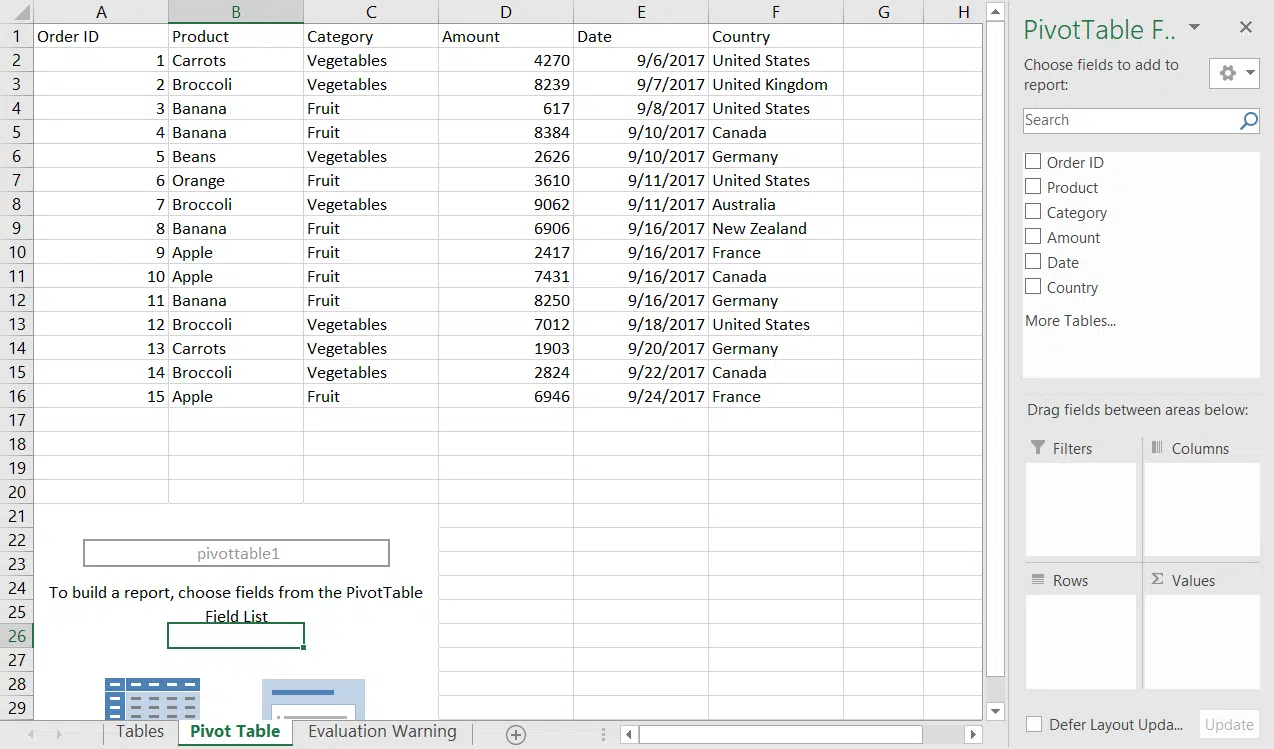 A B C D E F G H
1 Order ID Product Category Amount Date Country
2 1 Carrots Vegetables 4270 9/6/2017 United States
3 2 Broccoli Vegetables 8239 9/7/2017 United Kingdom
4 3 Banana Fruit 617 9/8/2017 United States
5 4 Banana Fruit 8384 9/10/2017 Canada
6 5 Beans Vegetables 2626 9/10/2017 Germany
7 6 Orange Fruit 3610 9/11/2017 United States
8 7 Broccoli Vegetables 9062 9/11/2017 Australia
9 8 Banana Fruit 6906 9/16/2017 New Zealand
10 9 Apple Fruit 2417 9/16/2017 France
11 10 Apple Fruit 7431 9/16/2017 Canada
12 11 Banana Fruit 8250 9/16/2017 Germany
13 12 Broccoli Vegetables 7012 9/18/2017 United States
14 13 Carrots Vegetables 1903 9/20/2017 Germany
15 14 Broccoli Vegetables 2824 9/22/2017 Canada
16 15 Apple Fruit 6946 9/24/2017 France
17
18
19
20
21
22
pivottable1
23
24 To build a report, choose fields from the PivotTable
25 Field List
26
27
28
29
Tables Pivot Table Evaluation Warning
PivotTable F..
Choose fields to add to
report:
Search
Order ID
Product
Category
Amount
Date
Country
More Tables...
Drag fields between areas below:
Filters Columns
Rows Σ Values
Defer Layout Upda... Update